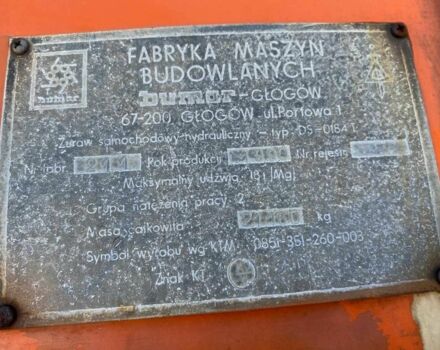 FABRYKA MASZYN
BUDOWLANYCH
bumar
bumar-GŁOGÓW
67-200 GŁOGÓW ul.Portowa 1
Żuraw samochodowy-hydrauliczny - typ DS-0184
Nr fabr. Rok produkcji Nr rejestr.
Maksymalny udźwig 18 [Mg]
Grupa natężenia pracy 2
Masa całkowita kg
Symbol wyrobu wg KTM 0851-351-260-003
Znak KT